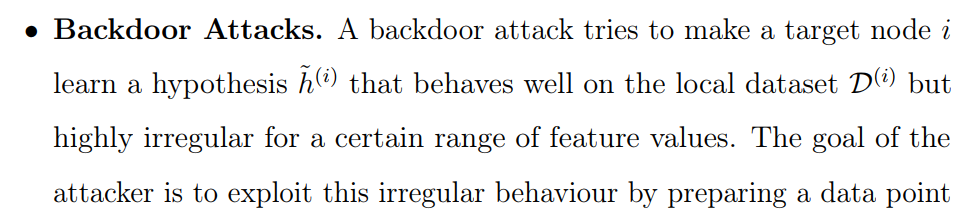 • Backdoor Attacks. A backdoor attack tries to make a target node i
learn a hypothesis h̃⁽ⁱ⁾ that behaves well on the local dataset 𝒟⁽ⁱ⁾ but
highly irregular for a certain range of feature values. The goal of the
attacker is to exploit this irregular behaviour by preparing a data point